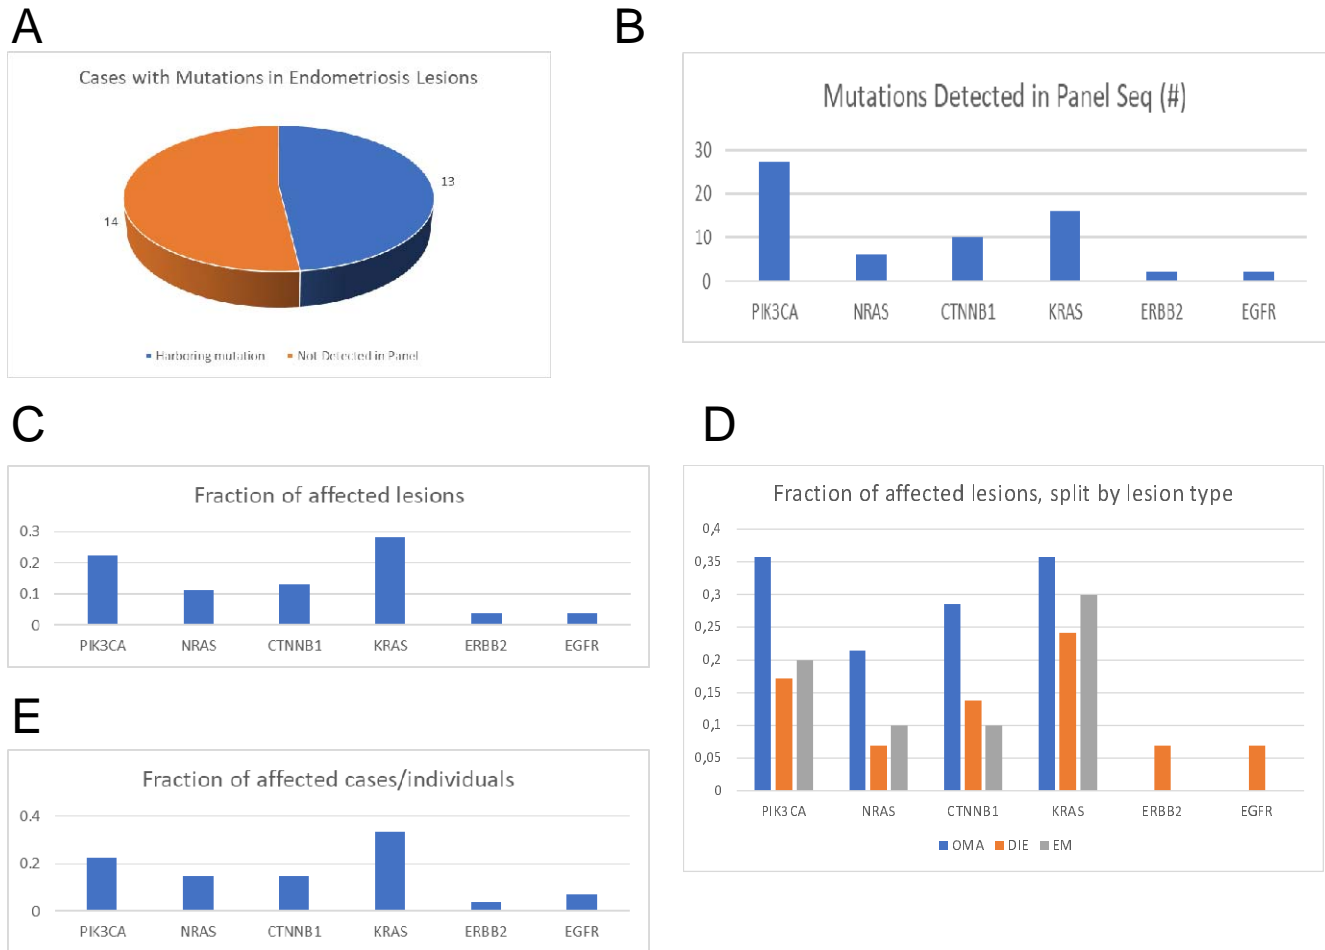 A
Cases with Mutations in Endometriosis Lesions
13
14
Harboring mutation Not Detected in Panel
B
Mutations Detected in Panel Seq (#)
30
20
10
0
PIK3CA NRAS CTNNB1 KRAS ERBB2 EGFR
C
Fraction of affected lesions
0.3
0.2
0.1
0
PIK3CA NRAS CTNNB1 KRAS ERBB2 EGFR
D
Fraction of affected lesions, split by lesion type
0,4
0,35
0,3
0,25
0,2
0,15
0,1
0,05
0
PIK3CA NRAS CTNNB1 KRAS ERBB2 EGFR
OMA DIE EM
E
Fraction of affected cases/individuals
0.4
0.2
0
PIK3CA NRAS CTNNB1 KRAS ERBB2 EGFR